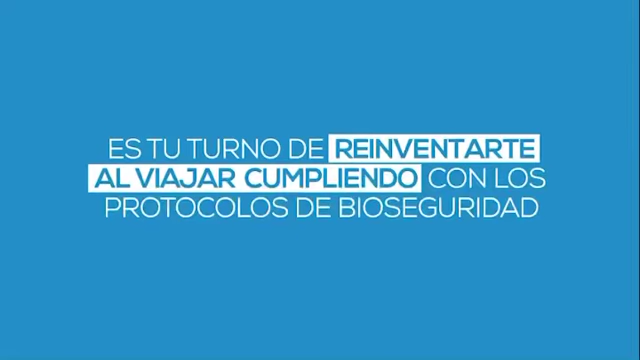 ES TU TURNO DE REINVENTARTE
AL VIAJAR CUMPLIENDO CON LOS
PROTOCOLOS DE BIOSEGURIDAD